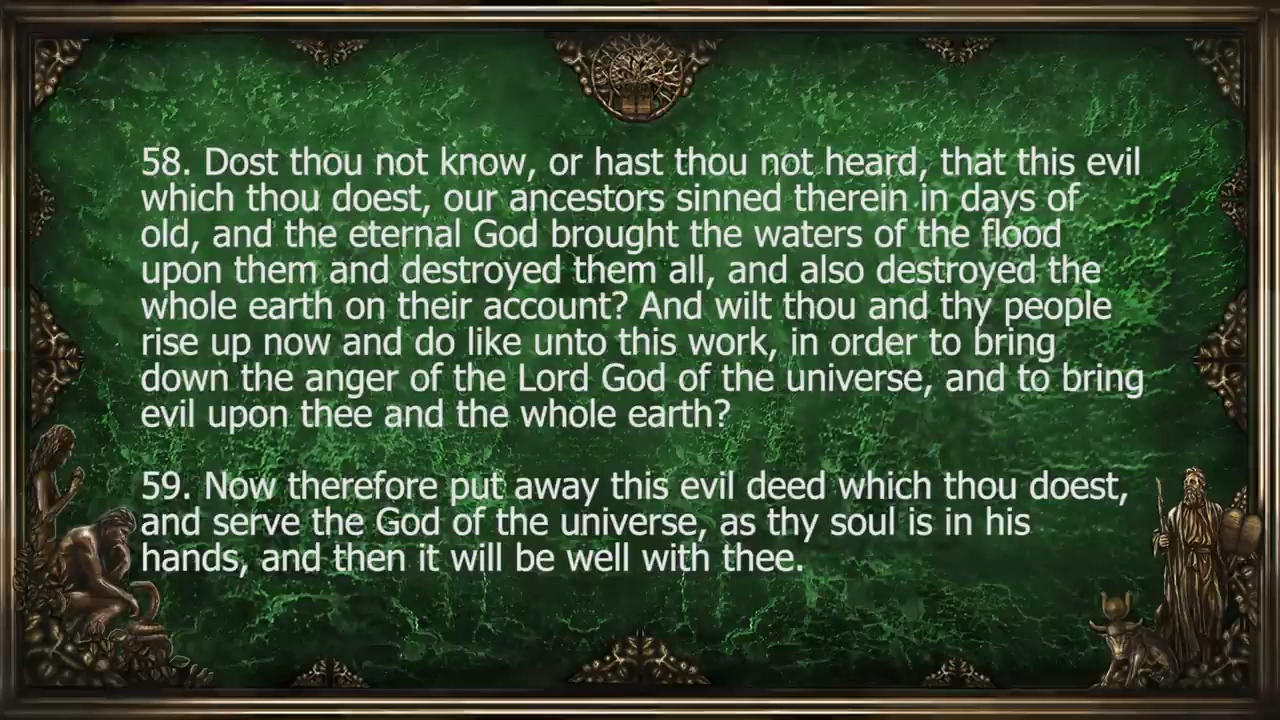 58. Dost thou not know, or hast thou not heard, that this evil
which thou doest, our ancestors sinned therein in days of
old, and the eternal God brought the waters of the flood
upon them and destroyed them all, and also destroyed the
whole earth on their account? And wilt thou and thy people
rise up now and do like unto this work, in order to bring
down the anger of the Lord God of the universe, and to bring
evil upon thee and the whole earth?
59. Now therefore put away this evil deed which thou doest,
and serve the God of the universe, as thy soul is in his
hands, and then it will be well with thee.